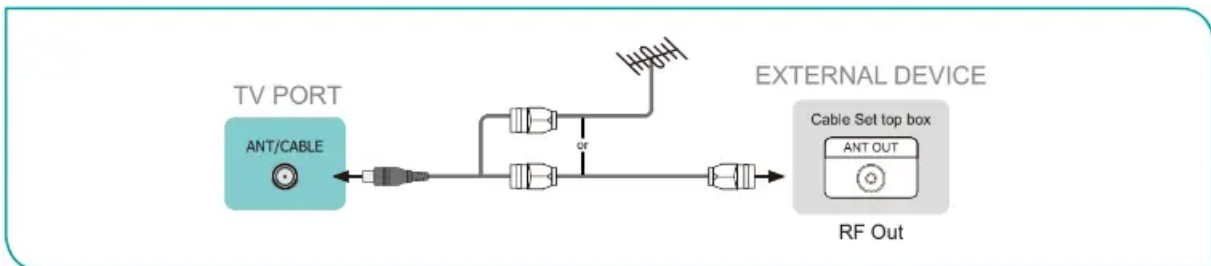 TV PORT
ANT/CABLE
or
EXTERNAL DEVICE
Cable Set top box
ANT OUT
RF Out